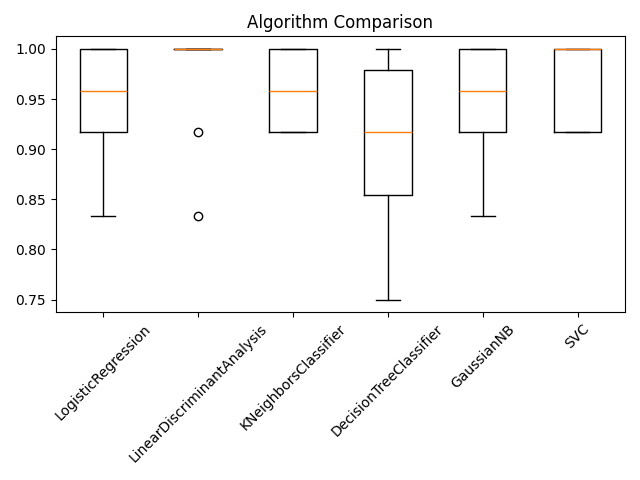 Algorithm Comparison
1.00
0.95
0.90
0.85
0.80
0.75
LogisticRegression
LinearDiscriminantAnalysis
KNeighborsClassifier
DecisionTreeClassifier
GaussianNB
SVC